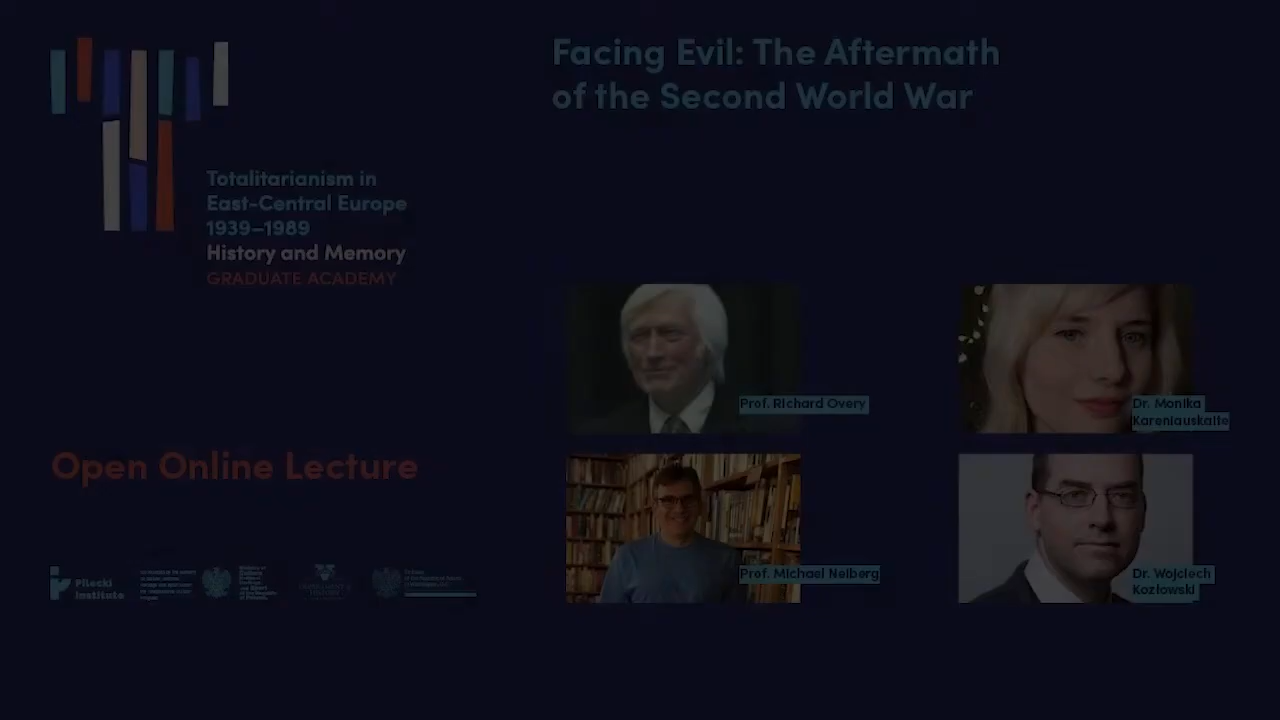 Facing Evil: The Aftermath
of the Second World War
Totalitarianism in
East-Central Europe
1939–1989
History and Memory
GRADUATE ACADEMY
Prof. Richard Overy
Dr. Monika
Kareniauskaite
Open Online Lecture
Prof. Michael Neiberg
Dr. Wojciech
Kozłowski
Pilecki
Institute